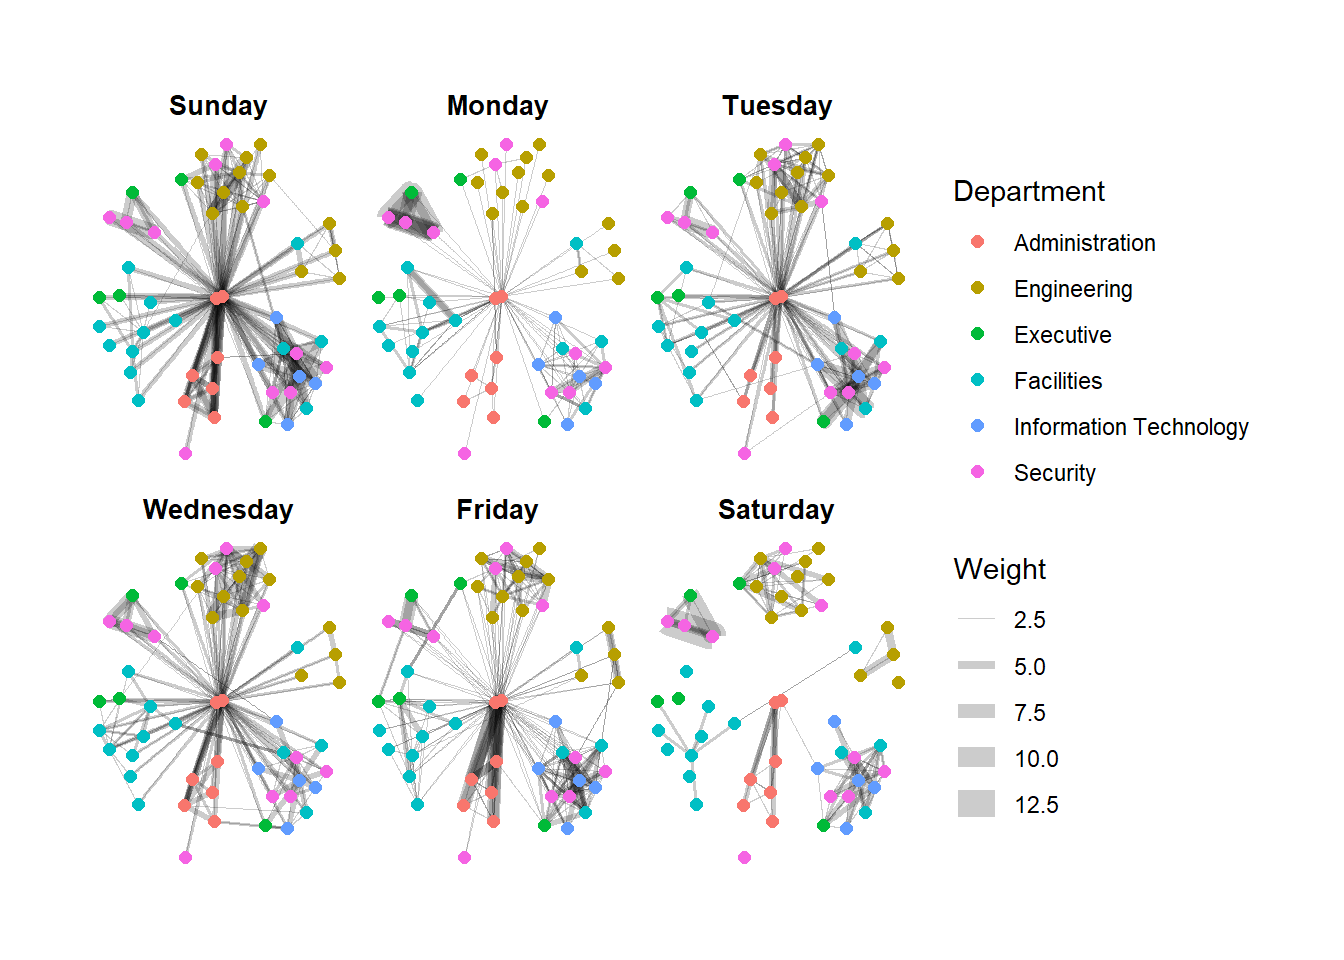 Sunday
Monday
Tuesday
Wednesday
Friday
Saturday
Department
Administration
Engineering
Executive
Facilities
Information Technology
Security
Weight
2.5
5.0
7.5
10.0
12.5